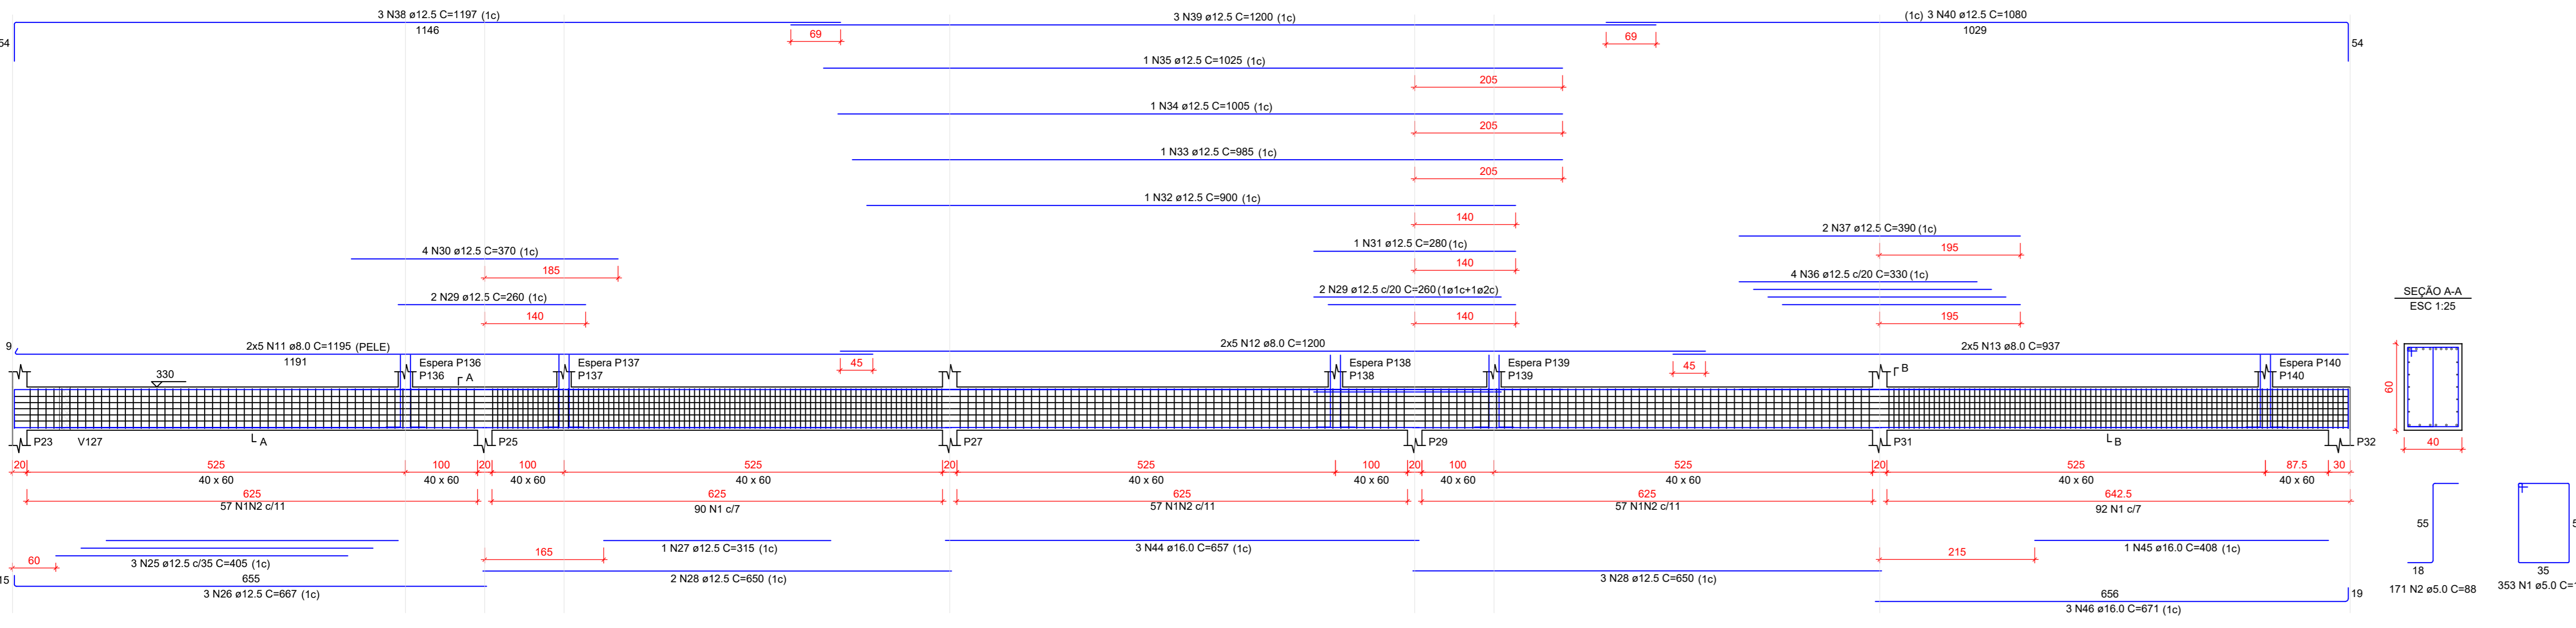 3 N38 ø12.5 C=1197 (1c)
1146
54
69
3 N39 ø12.5 C=1200 (1c)
69
(1c) 3 N40 ø12.5 C=1080
1029
54
1 N35 ø12.5 C=1025 (1c)
205
1 N34 ø12.5 C=1005 (1c)
205
1 N33 ø12.5 C=985 (1c)
205
1 N32 ø12.5 C=900 (1c)
140
4 N30 ø12.5 C=370 (1c)
185
1 N31 ø12.5 C=280 (1c)
140
2 N37 ø12.5 C=390 (1c)
195
2 N29 ø12.5 C=260 (1c)
140
2 N29 ø12.5 c/20 C=260 (1ø1c+1ø2c)
140
4 N36 ø12.5 c/20 C=330 (1c)
195
SEÇÃO A-A
ESC 1:25
9
2x5 N11 ø8.0 C=1195 (PELE)
1191
45
2x5 N12 ø8.0 C=1200
45
2x5 N13 ø8.0 C=937
330
Espera P136
P136
A
Espera P137
P137
Espera P138
P138
Espera P139
P139
B
Espera P140
P140
P23
V127
A
P25
P27
P29
P31
B
P32
60
40
20
525
100
20
100
525
20
525
100
20
100
525
20
525
87.5
30
40 x 60
40 x 60
40 x 60
40 x 60
40 x 60
40 x 60
40 x 60
40 x 60
40 x 60
40 x 60
625
57 N1N2 c/11
625
90 N1 c/7
625
57 N1N2 c/11
625
57 N1N2 c/11
642.5
92 N1 c/7
60
3 N25 ø12.5 c/35 C=405 (1c)
165
1 N27 ø12.5 C=315 (1c)
3 N44 ø16.0 C=657 (1c)
215
1 N45 ø16.0 C=408 (1c)
15
655
3 N26 ø12.5 C=667 (1c)
2 N28 ø12.5 C=650 (1c)
3 N28 ø12.5 C=650 (1c)
656
19
3 N46 ø16.0 C=671 (1c)
55
18
171 N2 ø5.0 C=88
35
353 N1 ø5.0